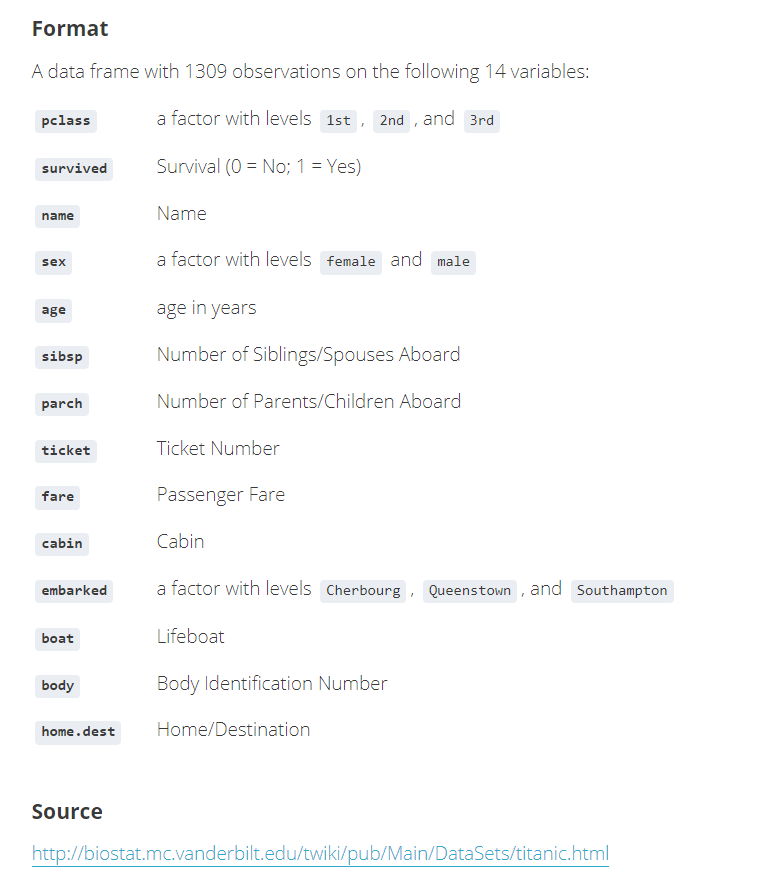 Format
A data frame with 1309 observations on the following 14 variables:
pclass a factor with levels 1st , 2nd , and 3rd
survived Survival (0 = No; 1 = Yes)
name Name
sex a factor with levels female and male
age age in years
sibsp Number of Siblings/Spouses Aboard
parch Number of Parents/Children Aboard
ticket Ticket Number
fare Passenger Fare
cabin Cabin
embarked a factor with levels Cherbourg , Queenstown , and Southampton
boat Lifeboat
body Body Identification Number
home.dest Home/Destination
Source
http://biostat.mc.vanderbilt.edu/twiki/pub/Main/DataSets/titanic.html